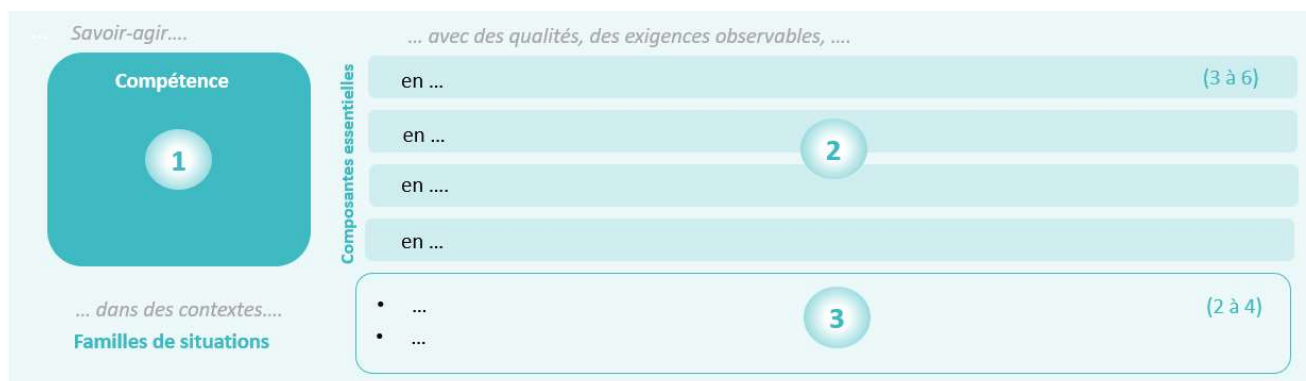 Savoir-agir....
... avec des qualités, des exigences observables, ....
Compétence
1
Composantes essentielles
en ...
(3 à 6)
en ...
2
en ....
en ...
... dans des contextes....
Familles de situations
• ...
• ...
3
(2 à 4)